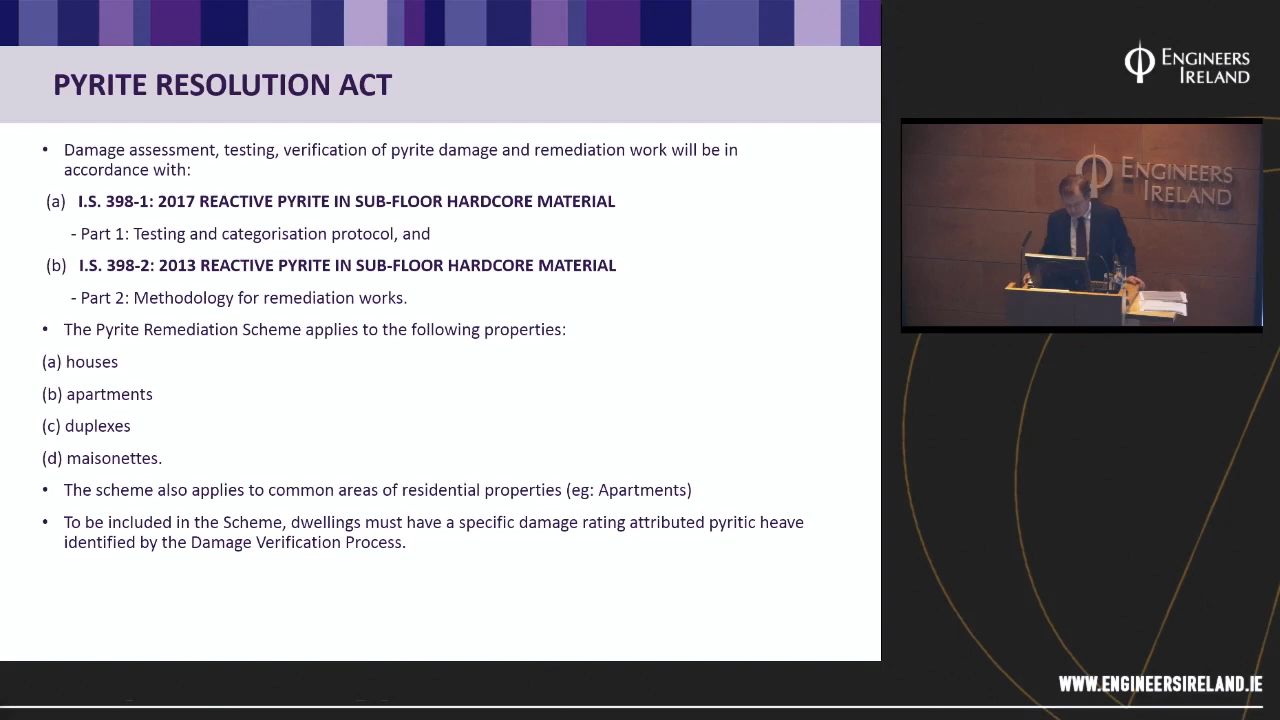 PYRITE RESOLUTION ACT
• Damage assessment, testing, verification of pyrite damage and remediation work will be in
accordance with:
(a) I.S. 398-1: 2017 REACTIVE PYRITE IN SUB-FLOOR HARDCORE MATERIAL
- Part 1: Testing and categorisation protocol, and
(b) I.S. 398-2: 2013 REACTIVE PYRITE IN SUB-FLOOR HARDCORE MATERIAL
- Part 2: Methodology for remediation works.
• The Pyrite Remediation Scheme applies to the following properties:
(a) houses
(b) apartments
(c) duplexes
(d) maisonettes.
• The scheme also applies to common areas of residential properties (eg: Apartments)
• To be included in the Scheme, dwellings must have a specific damage rating attributed pyritic heave
identified by the Damage Verification Process.
ENGINEERS
IRELAND
ENGINEERS
IRELAND
WWW.ENGINEERSIRELAND.IE